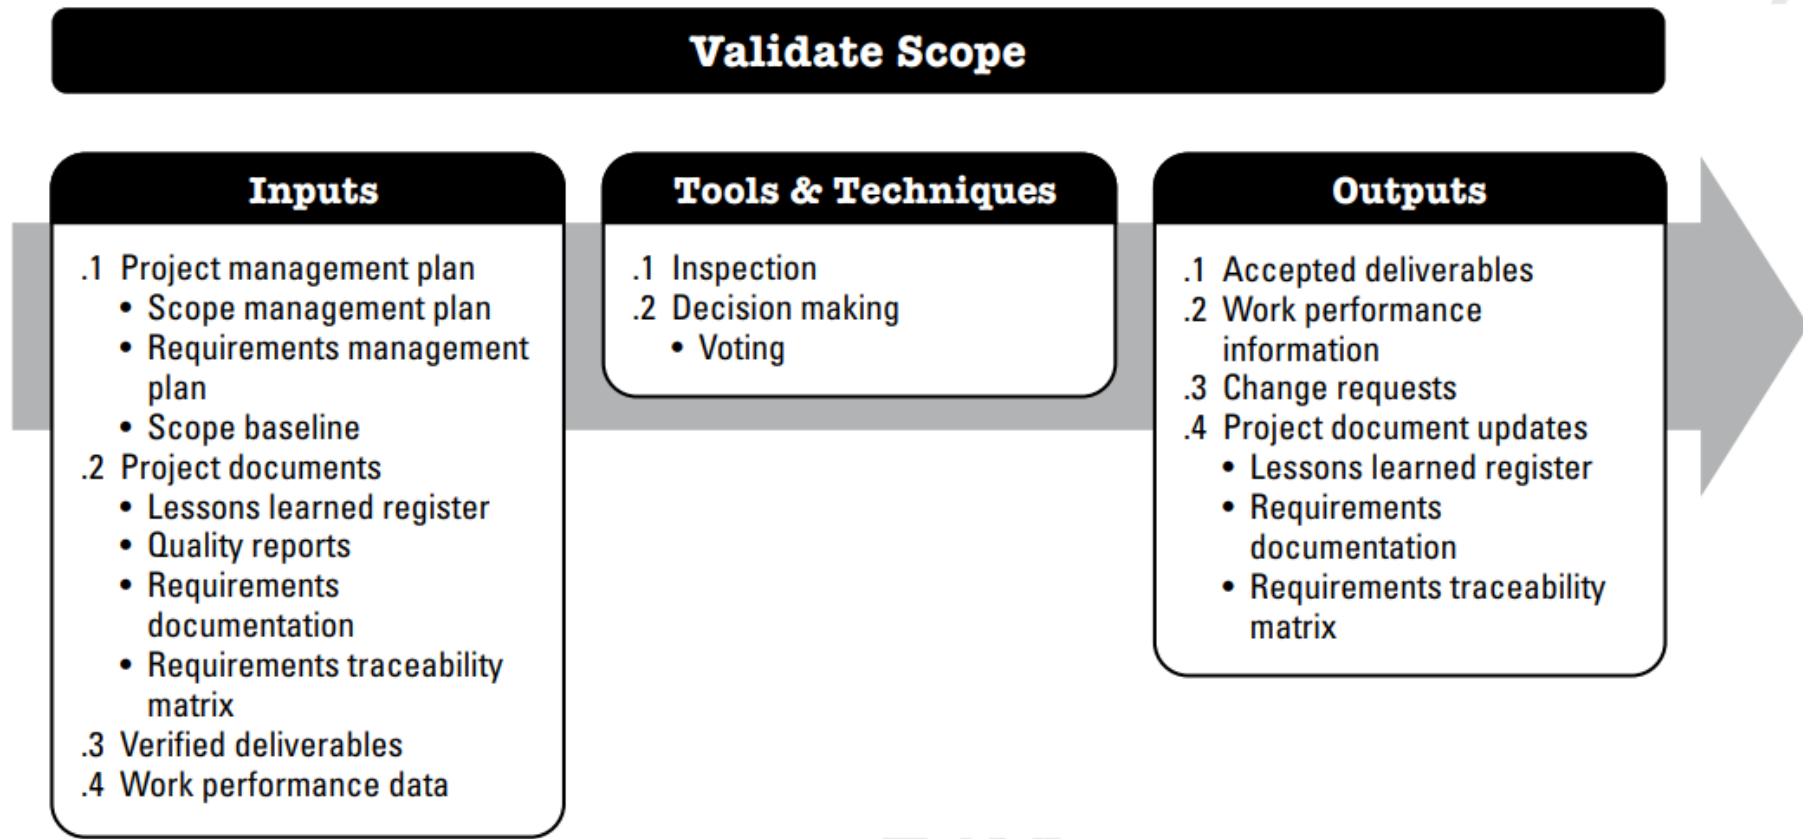 Validate Scope
Inputs
.1 Project management plan
• Scope management plan
• Requirements management
plan
• Scope baseline
.2 Project documents
• Lessons learned register
• Quality reports
• Requirements
documentation
• Requirements traceability
matrix
.3 Verified deliverables
.4 Work performance data
Tools & Techniques
.1 Inspection
.2 Decision making
• Voting
Outputs
.1 Accepted deliverables
.2 Work performance
information
.3 Change requests
.4 Project document updates
• Lessons learned register
• Requirements
documentation
• Requirements traceability
matrix